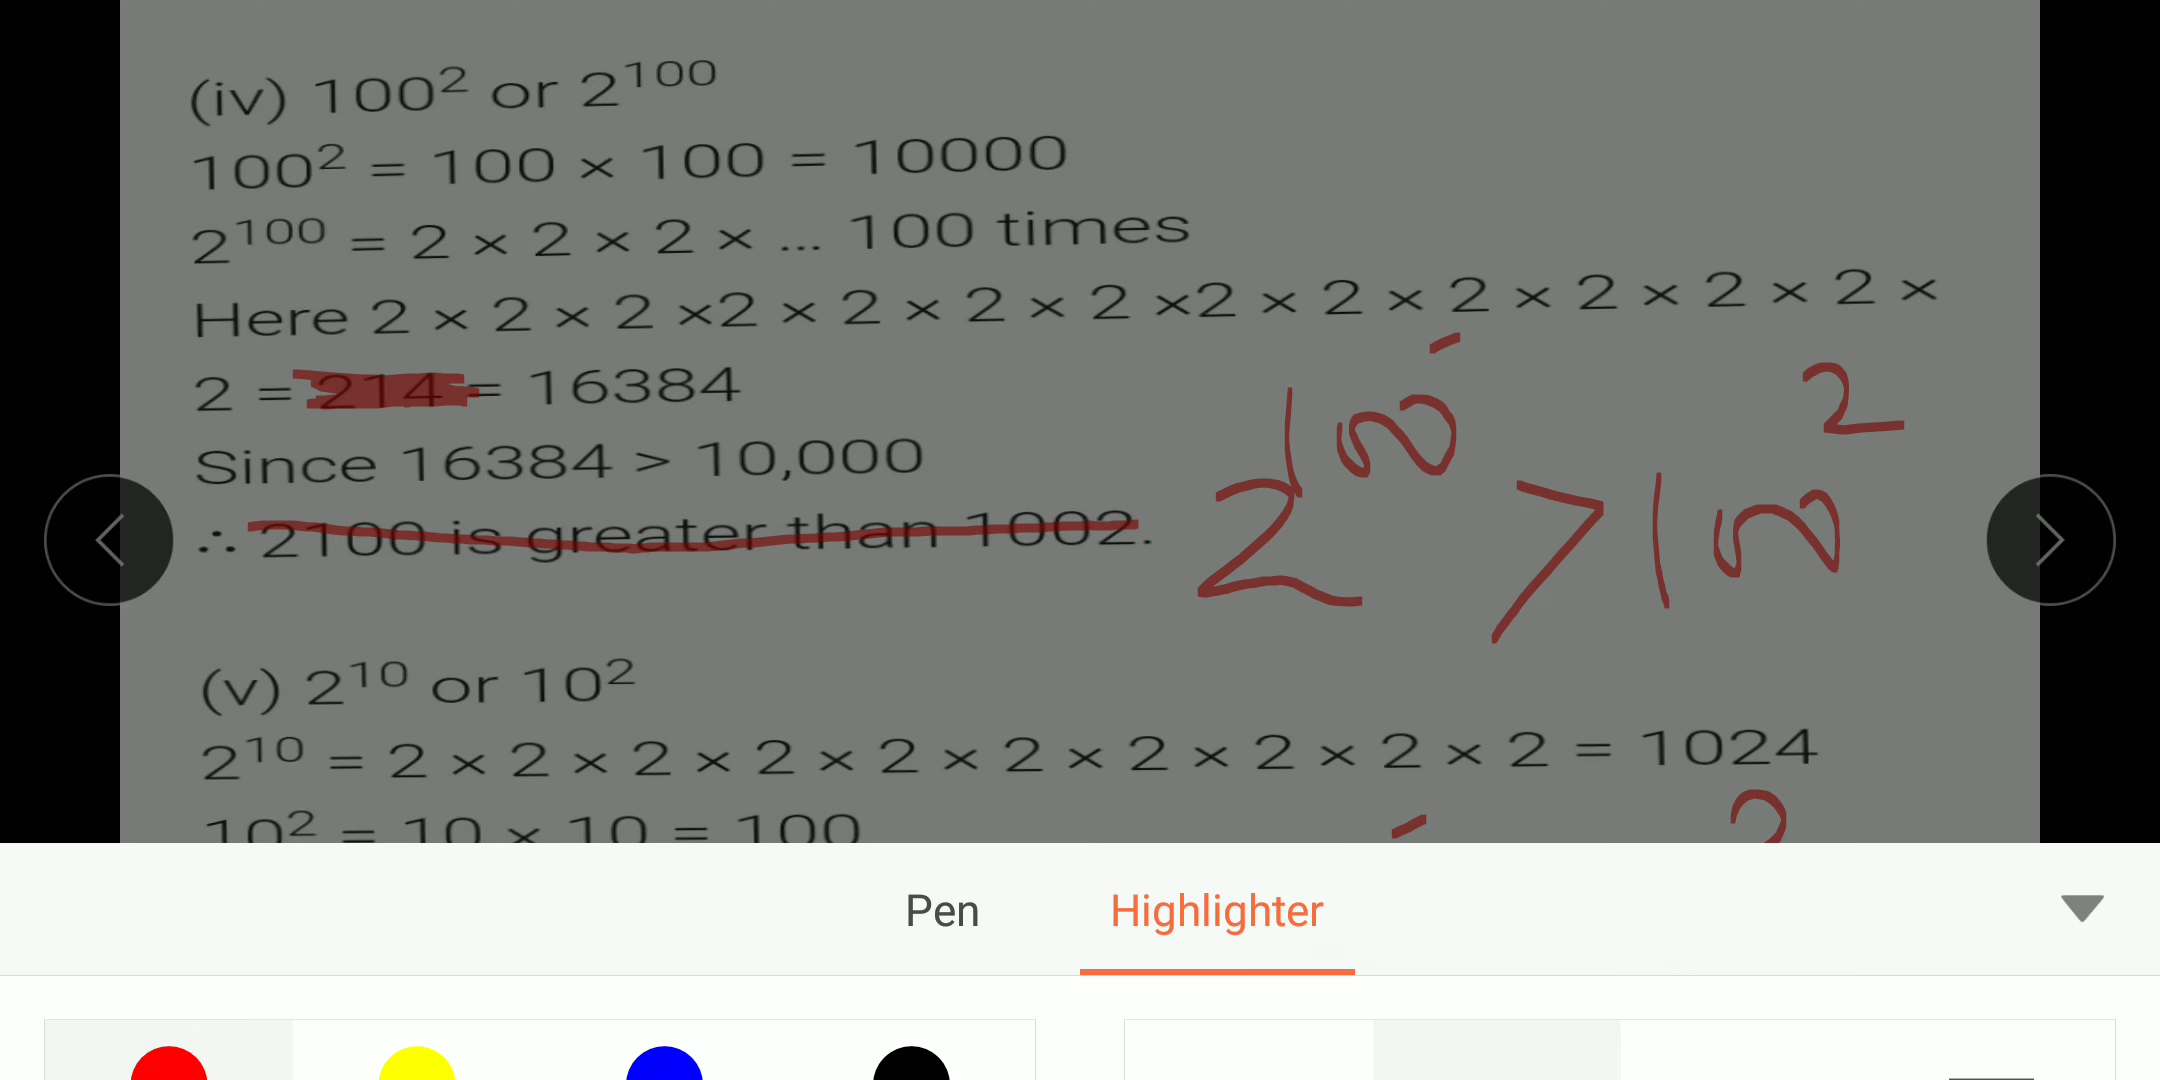 (iv) 100² or 2¹⁰⁰
100² = 100 × 100 = 10000
2¹⁰⁰ = 2 × 2 × 2 × ... 100 times
Here 2 × 2 × 2 ×2 × 2 × 2 × 2 ×2 × 2 × 2 × 2 × 2 × 2 ×
2 = 214 = 16384
Since 16384 > 10,000
∴ 2100 is greater than 1002.
2¹⁰⁰ > 100²
(v) 2¹⁰ or 10²
2¹⁰ = 2 × 2 × 2 × 2 × 2 × 2 × 2 × 2 × 2 × 2 = 1024
10² = 10 × 10 = 100
2
Pen Highlighter